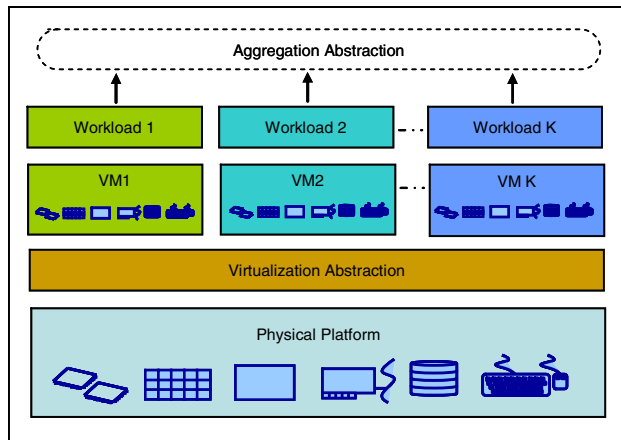 Aggregation Abstraction
Workload 1
Workload 2
Workload K
VM1
VM2
VM K
Virtualization Abstraction
Physical Platform